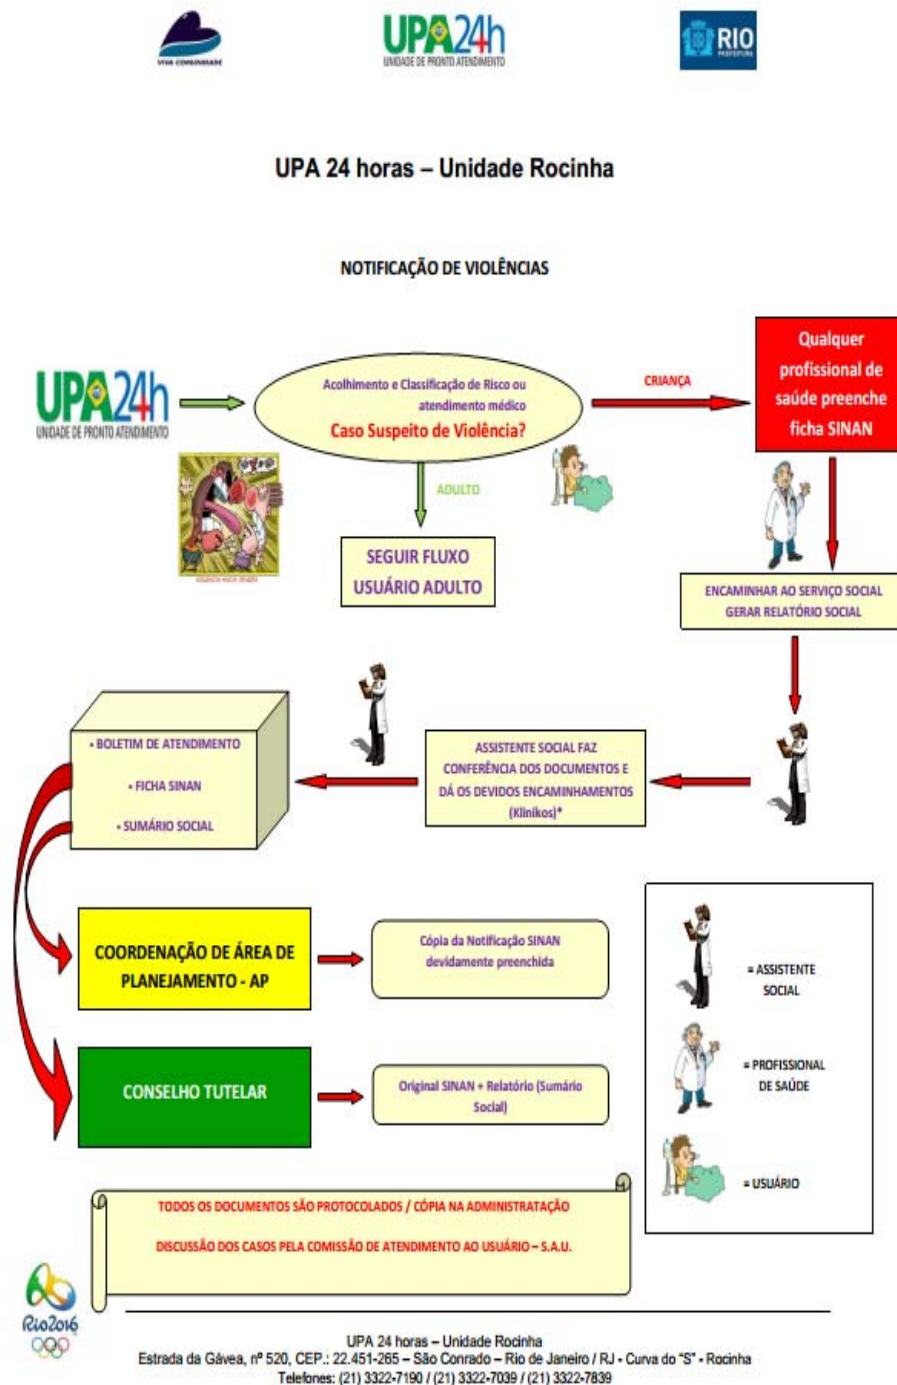 VIVA COMUNIDADE
UPA24h
UNIDADE DE PRONTO ATENDIMENTO
RIO
PREFEITURA
UPA 24 horas – Unidade Rocinha
NOTIFICAÇÃO DE VIOLÊNCIAS
UPA24h
UNIDADE DE PRONTO ATENDIMENTO
Acolhimento e Classificação de Risco ou
atendimento médico
Caso Suspeito de Violência?
CRIANÇA
Qualquer
profissional de
saúde preenche
ficha SINAN
ADULTO
SEGUIR FLUXO
USUÁRIO ADULTO
ENCAMINHAR AO SERVIÇO SOCIAL
GERAR RELATÓRIO SOCIAL
• BOLETIM DE ATENDIMENTO
• FICHA SINAN
• SUMÁRIO SOCIAL
ASSISTENTE SOCIAL FAZ
CONFERÊNCIA DOS DOCUMENTOS E
DÁ OS DEVIDOS ENCAMINHAMENTOS
(Klinikos)*
COORDENAÇÃO DE ÁREA DE
PLANEJAMENTO - AP
Cópia da Notificação SINAN
devidamente preenchida
CONSELHO TUTELAR
Original SINAN + Relatório (Sumário
Social)
= ASSISTENTE
SOCIAL
= PROFISSIONAL
DE SAÚDE
= USUÁRIO
TODOS OS DOCUMENTOS SÃO PROTOCOLADOS / CÓPIA NA ADMINISTRATAÇÃO
DISCUSSÃO DOS CASOS PELA COMISSÃO DE ATENDIMENTO AO USUÁRIO – S.A.U.
Rio2016
UPA 24 horas – Unidade Rocinha
Estrada da Gávea, nº 520, CEP.: 22.451-265 – São Conrado – Rio de Janeiro / RJ - Curva do “S” - Rocinha
Telefones: (21) 3322-7190 / (21) 3322-7039 / (21) 3322-7839